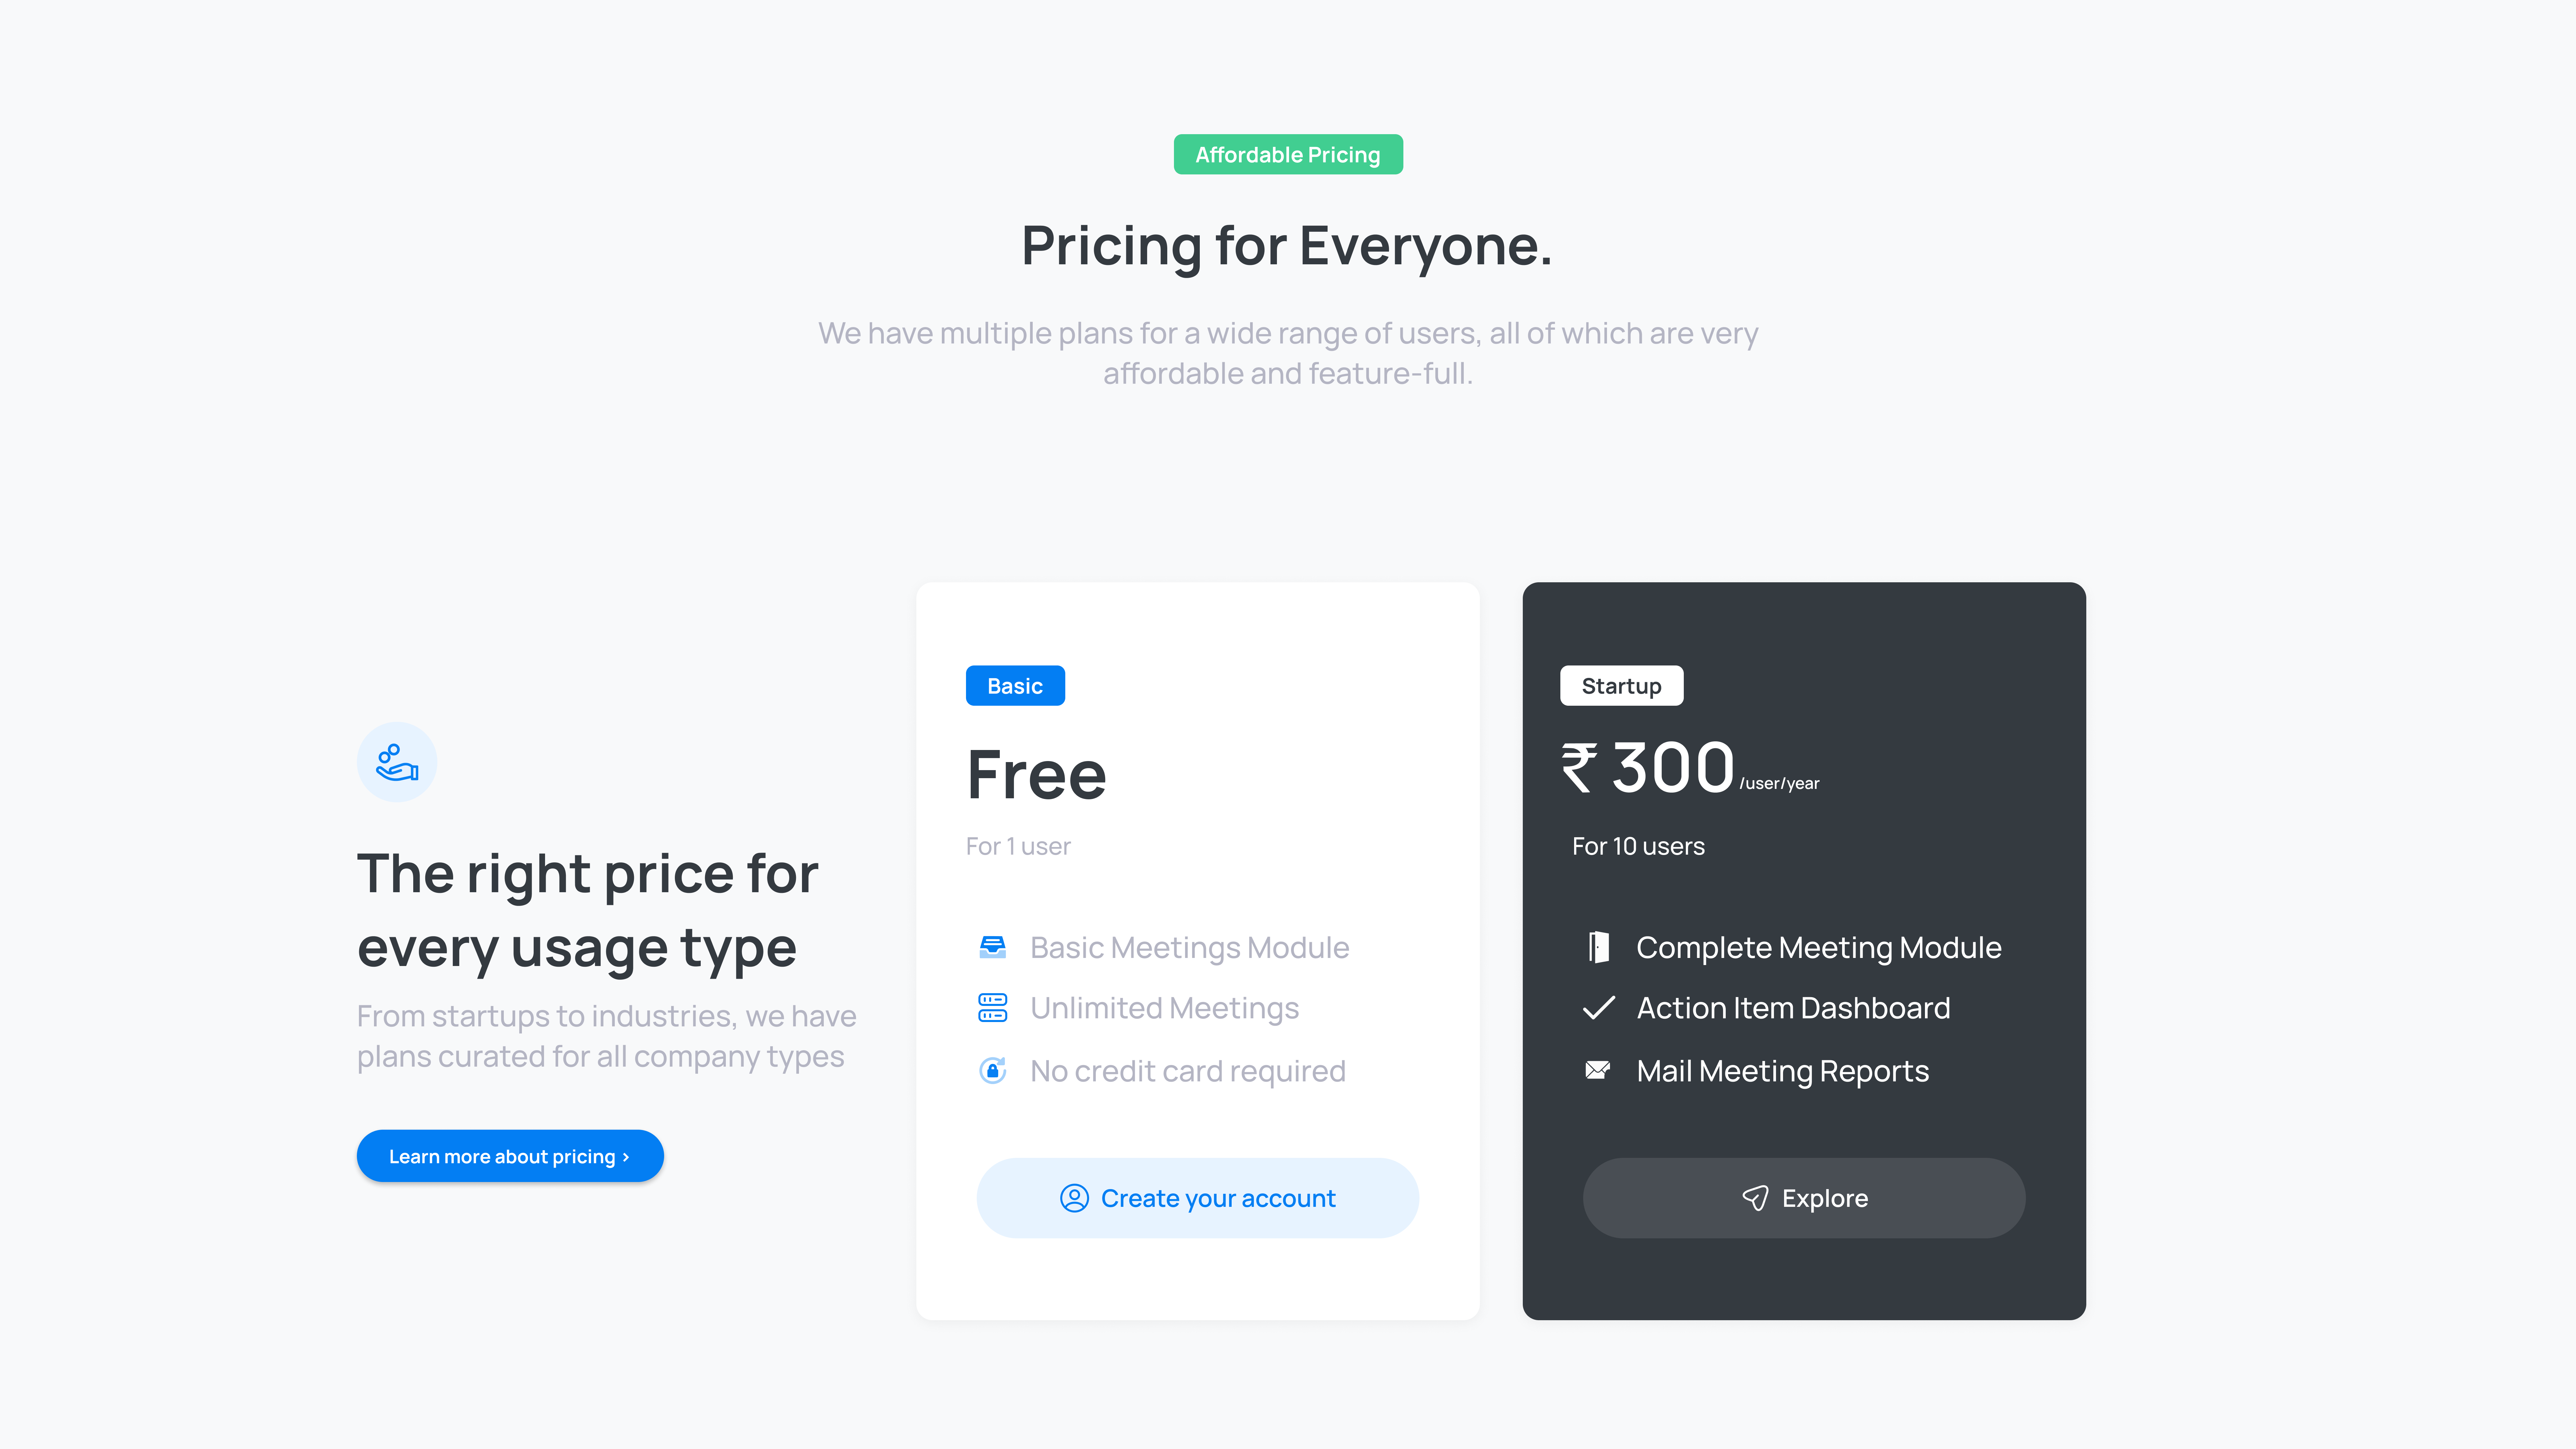 Affordable Pricing
Pricing for Everyone.
We have multiple plans for a wide range of users, all of which are very
affordable and feature-full.
The right price for
every usage type
From startups to industries, we have
plans curated for all company types
Learn more about pricing >
Basic
Free
For 1 user
Basic Meetings Module
Unlimited Meetings
No credit card required
Create your account
Startup
₹ 300 /user/year
For 10 users
Complete Meeting Module
Action Item Dashboard
Mail Meeting Reports
Explore